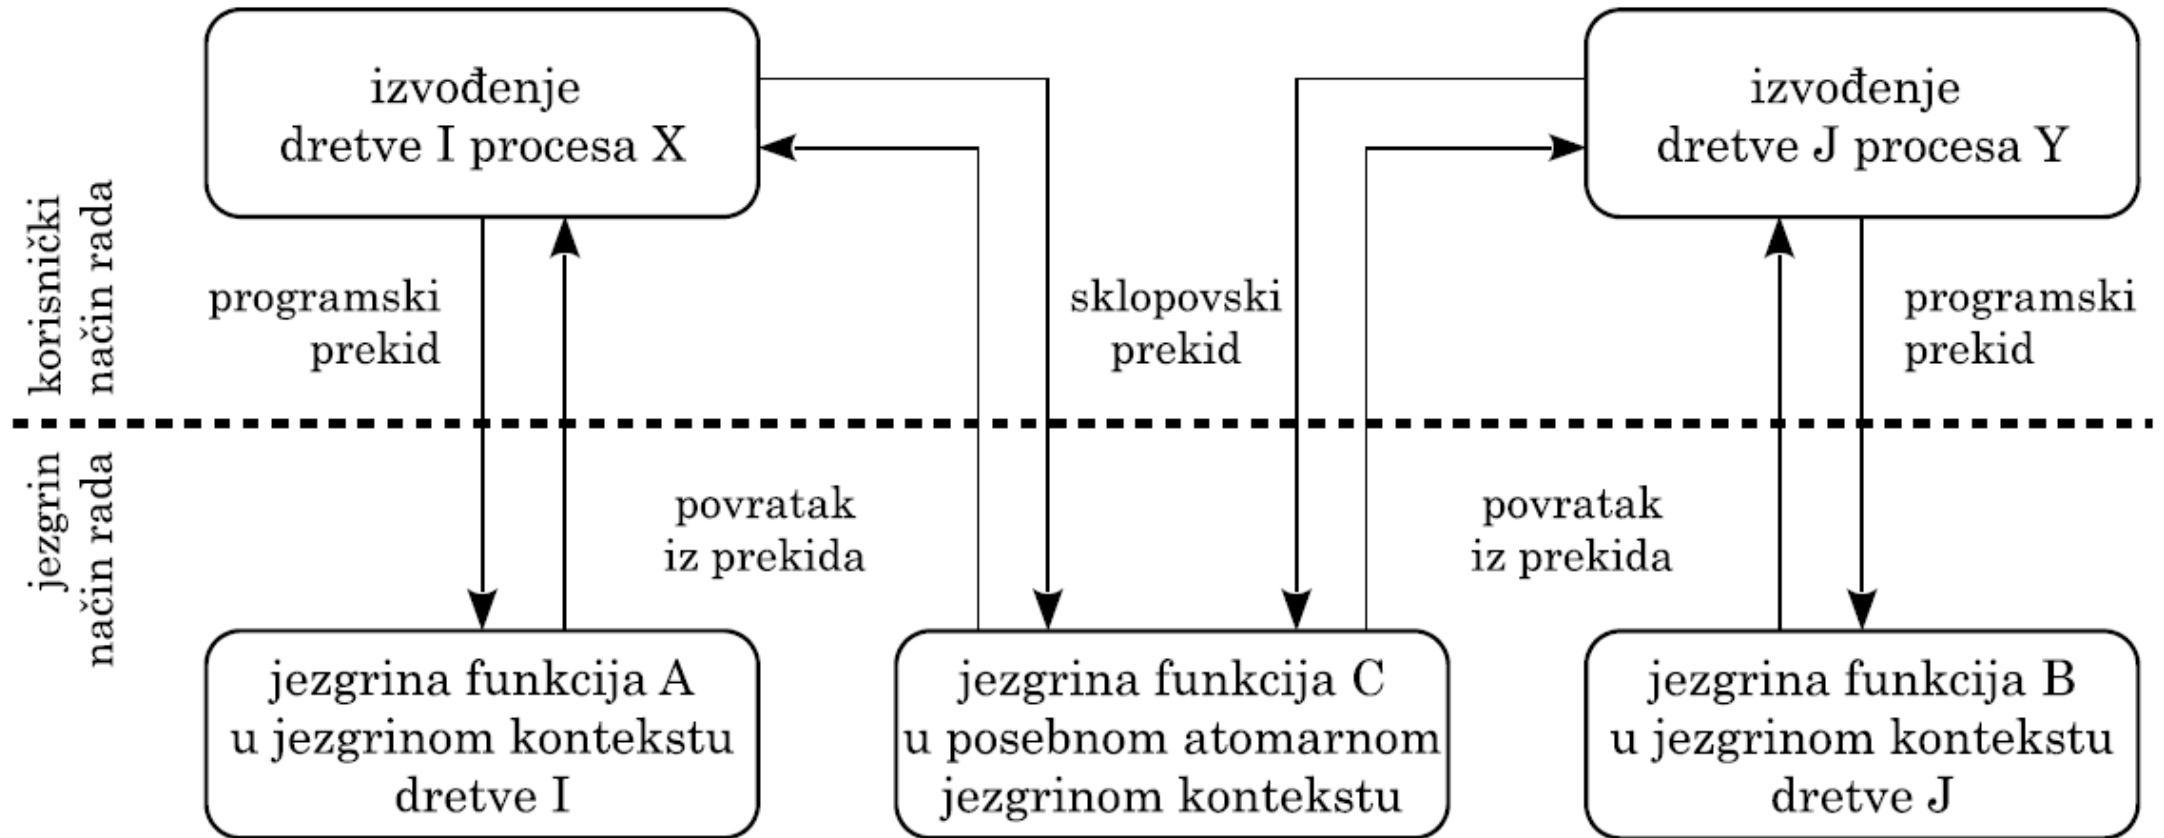 izvođenje
dretve I procesa X
izvođenje
dretve J procesa Y
korisnički
način rada
programski
prekid
sklopovski
prekid
programski
prekid
jezgrin
način rada
povratak
iz prekida
povratak
iz prekida
jezgrina funkcija A
u jezgrinom kontekstu
dretve I
jezgrina funkcija C
u posebnom atomarnom
jezgrinom kontekstu
jezgrina funkcija B
u jezgrinom kontekstu
dretve J